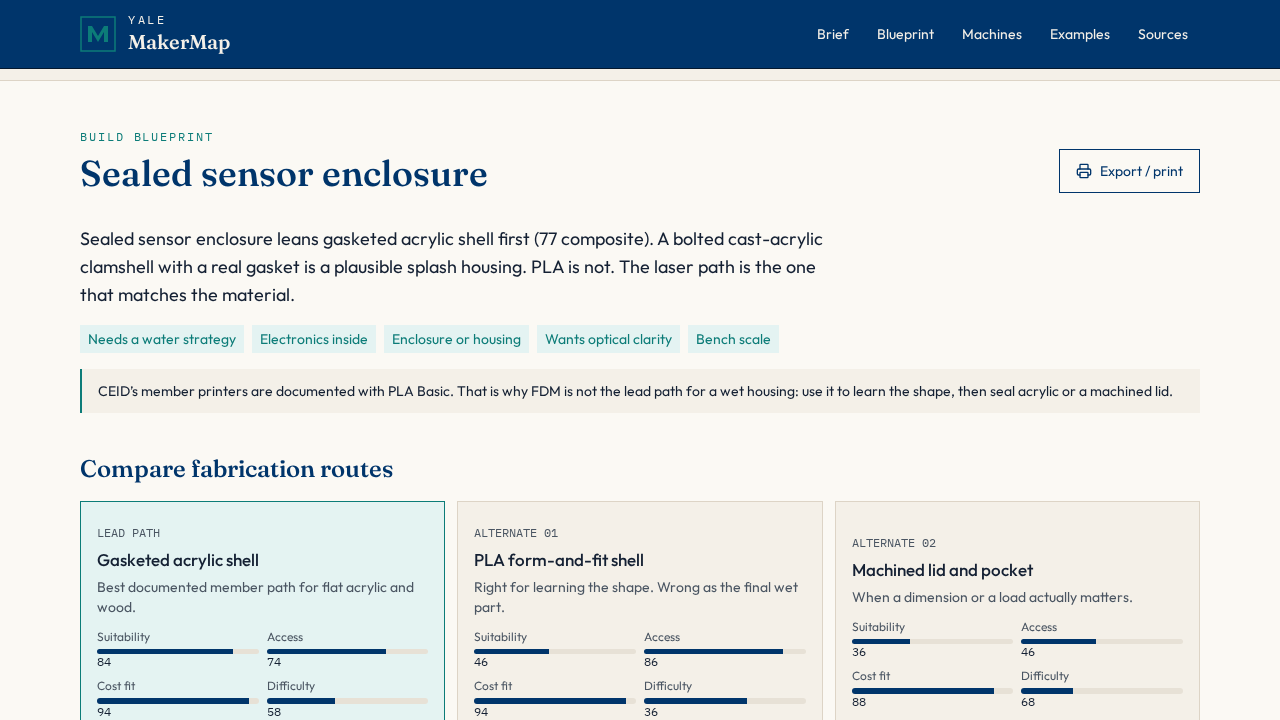 M
YALE
MakerMap
Brief Blueprint Machines Examples Sources
BUILD BLUEPRINT
Sealed sensor enclosure
Export / print
Sealed sensor enclosure leans gasketed acrylic shell first (77 composite). A bolted cast-acrylic
clamshell with a real gasket is a plausible splash housing. PLA is not. The laser path is the one
that matches the material.
Needs a water strategy Electronics inside Enclosure or housing Wants optical clarity Bench scale
CEID's member printers are documented with PLA Basic. That is why FDM is not the lead path for a wet housing: use it to learn the shape, then seal acrylic or a machined lid.
Compare fabrication routes
LEAD PATH
Gasketed acrylic shell
Best documented member path for flat acrylic and
wood.
Suitability Access
84 74
Cost fit Difficulty
94 58
ALTERNATE 01
PLA form-and-fit shell
Right for learning the shape. Wrong as the final wet
part.
Suitability Access
46 86
Cost fit Difficulty
94 36
ALTERNATE 02
Machined lid and pocket
When a dimension or a load actually matters.
Suitability Access
36 46
Cost fit Difficulty
88 68